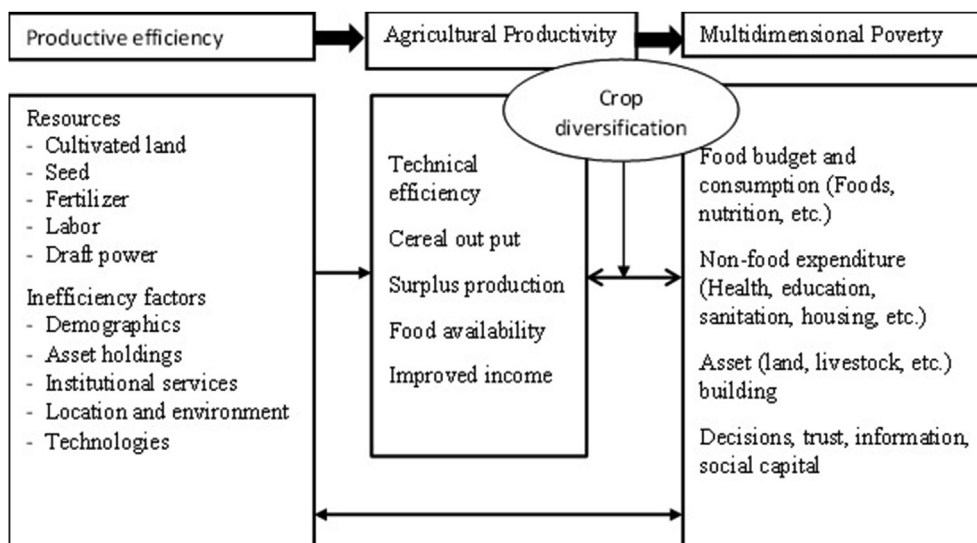 Productive efficiency
Agricultural Productivity
Multidimensional Poverty
Crop
diversification
Resources
- Cultivated land
- Seed
- Fertilizer
- Labor
- Draft power
Inefficiency factors
- Demographics
- Asset holdings
- Institutional services
- Location and environment
- Technologies
Technical
efficiency
Cereal out put
Surplus production
Food availability
Improved income
Food budget and
consumption (Foods,
nutrition, etc.)
Non-food expenditure
(Health, education,
sanitation, housing, etc.)
Asset (land, livestock, etc.)
building
Decisions, trust, information,
social capital